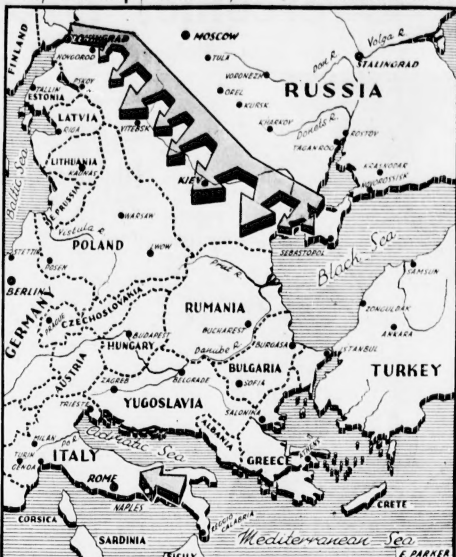 FINLAND
LENINGRAD
MOSCOW
Volga R.
NOVGOROD
TULA
Don R.
STALINGRAD
TALLIN
ESTONIA
PSKOV
VORONEZH
OREL
RUSSIA
LATVIA
KURSK
RIGA
VITEBSK
KHARKOV
Donets R.
ROSTOV
Baltic Sea
LITHUANIA
KAUNAS
TAGANROG
KRASNODAR
E. PRUSSIA
KIEV
NOVOROSSISK
WARSAW
Vistula R.
POLAND
STETTIN
POSEN
LWOW
SEBASTOPOL
Black Sea
BERLIN
Prut R.
SAMSUN
GERMANY
PRAGUE
CZECHOSLOVAKIA
RUMANIA
ZONGULDAK
BUDAPEST
BUCHAREST
ANKARA
HUNGARY
Danube R.
BURGAS
ISTANBUL
AUSTRIA
BULGARIA
ZAGREB
BELGRADE
SOFIA
TURKEY
TRIESTE
YUGOSLAVIA
SALONIKA
MILAN
Po R.
ALBANIA
TURIN
Adriatic Sea
GENOA
ITALY
GREECE
ATHENS
ROME
NAPLES
CRETE
CORSICA
REGGIO
CALABRIA
SARDINIA
Mediterranean Sea
SICILY
E. PARKER